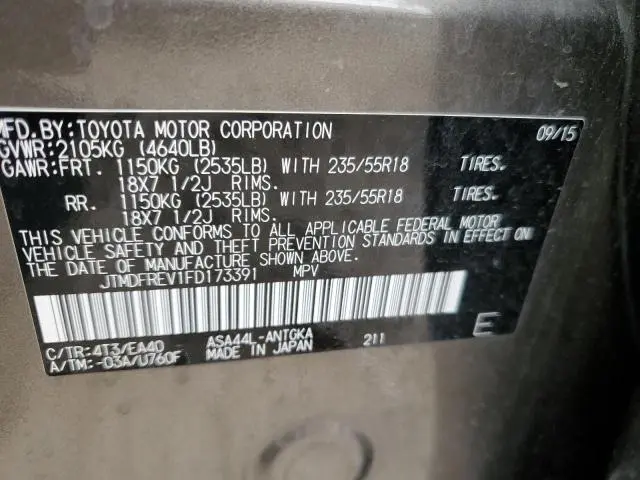 MFD.BY:TOYOTA MOTOR CORPORATION 09/15
GVWR:2105KG (4640LB)
GAWR:FRT. 1150KG (2535LB) WITH 235/55R18 TIRES.
18X7 1/2J RIMS.
RR. 1150KG (2535LB) WITH 235/55R18 TIRES.
18X7 1/2J RIMS.
THIS VEHICLE CONFORMS TO ALL APPLICABLE FEDERAL MOTOR
VEHICLE SAFETY AND THEFT PREVENTION STANDARDS IN EFFECT ON
THE DATE OF MANUFACTURE SHOWN ABOVE.
JTMDFREV1FD173391 MPV
C/TR:4T3/EA40 ASA44L-ANTGKA 211 E
A/TM:-03A/U760F MADE IN JAPAN